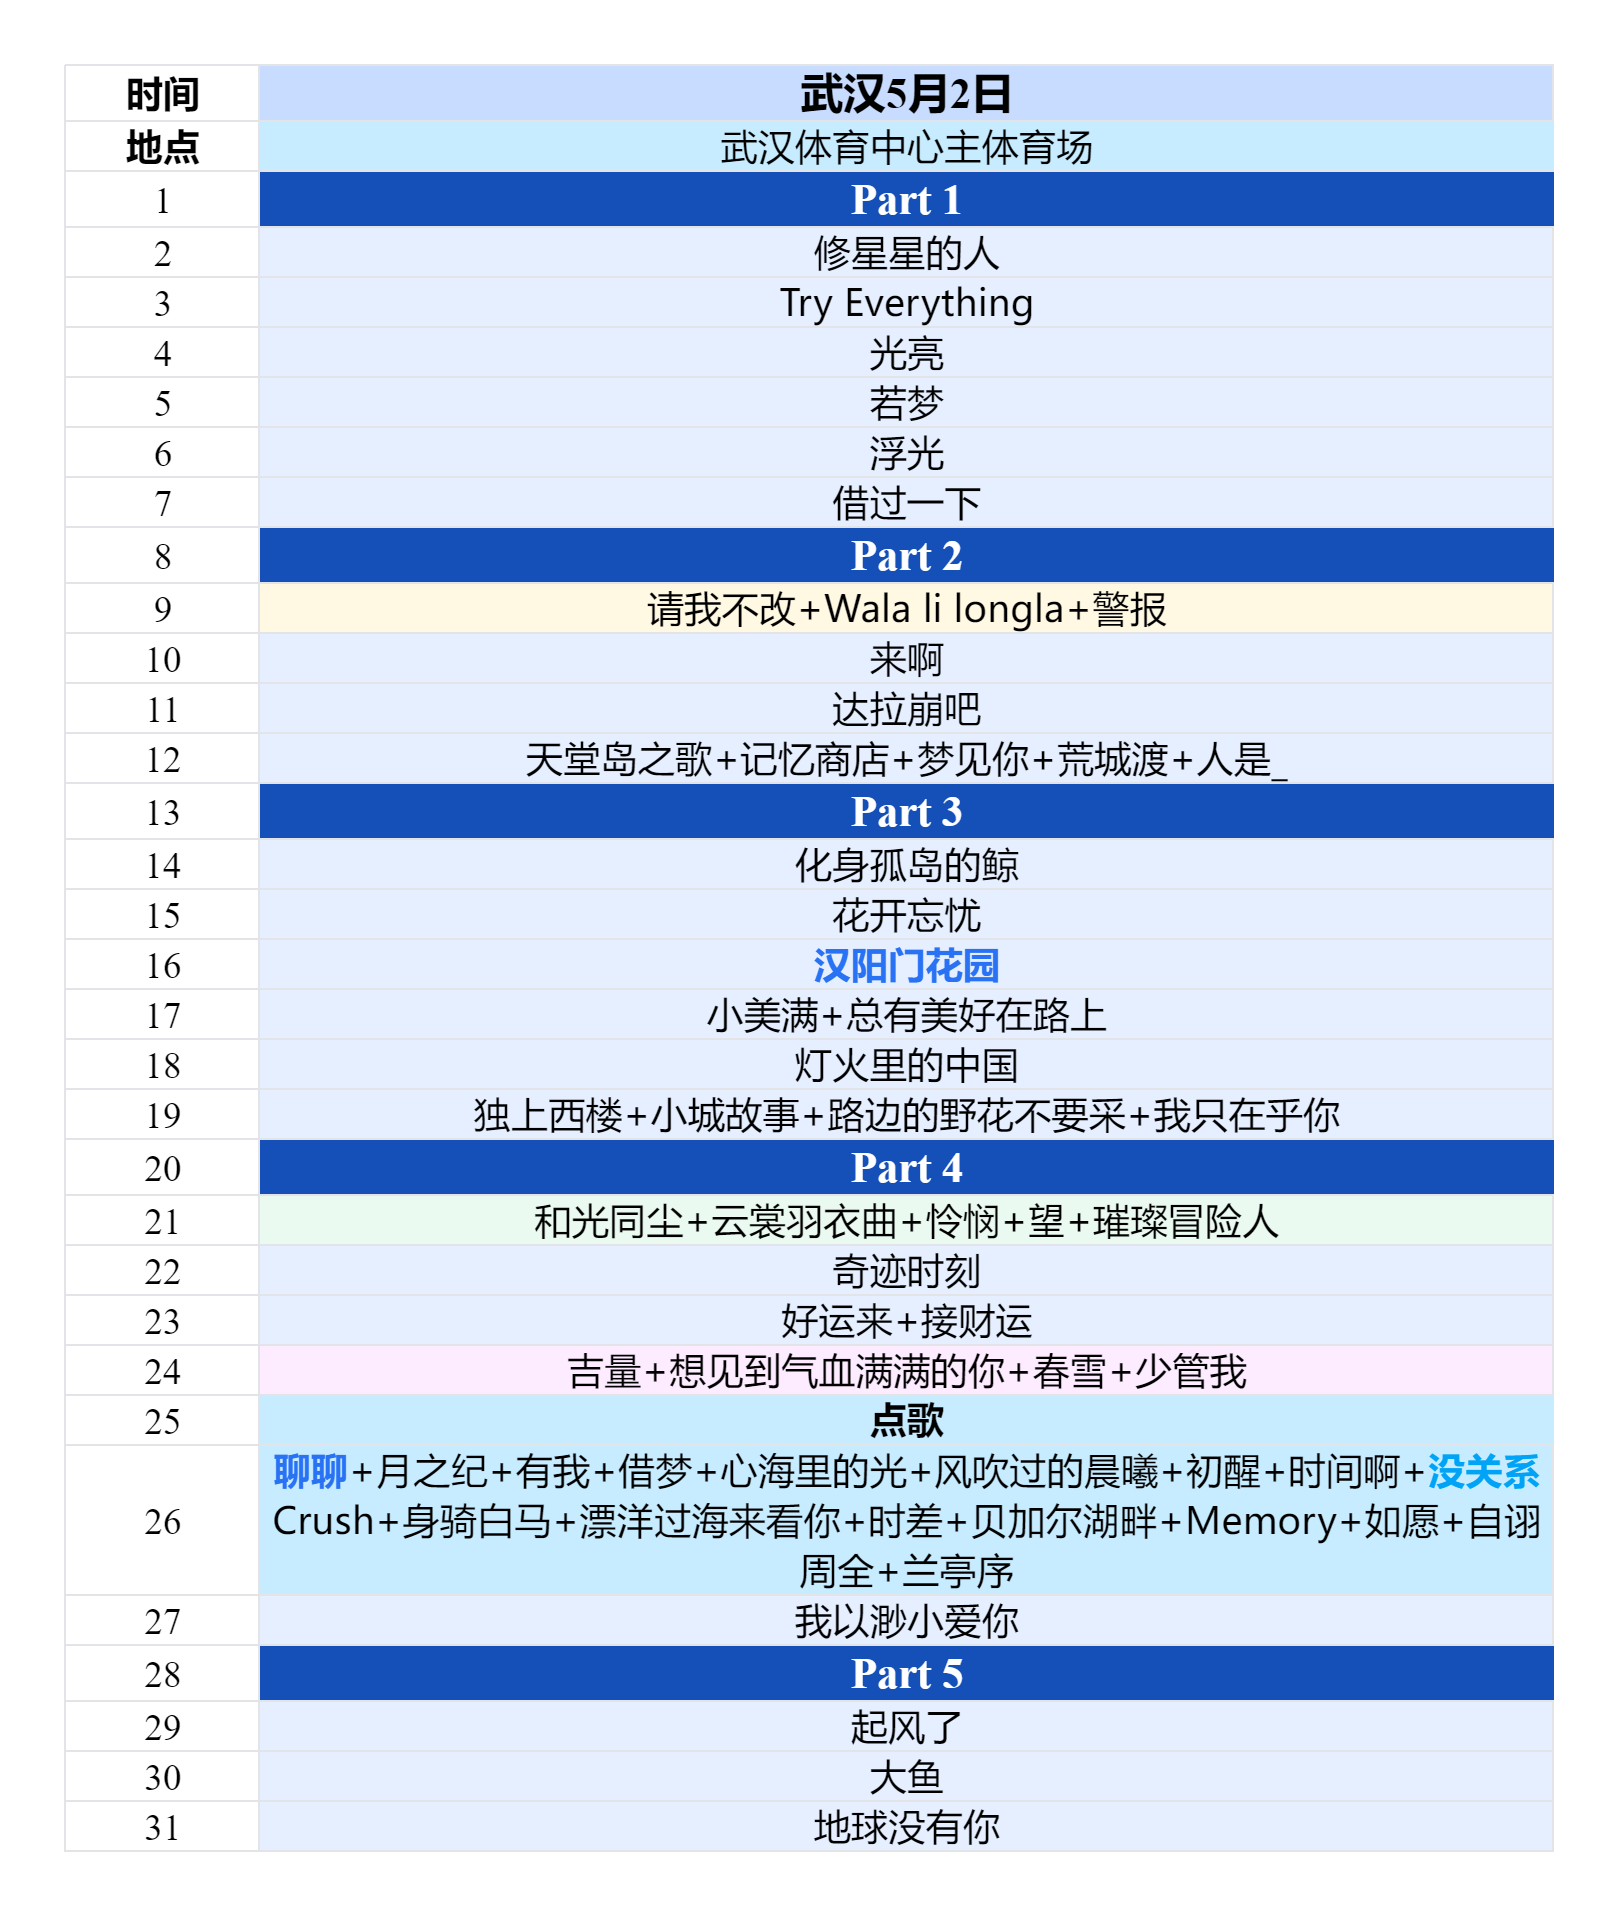 时间 武汉5月2日
地点 武汉体育中心主体育场
1 Part 1
2 修星星的人
3 Try Everything
4 光亮
5 若梦
6 浮光
7 借过一下
8 Part 2
9 请我不改+Wala li longla+警报
10 来啊
11 达拉崩吧
12 天堂岛之歌+记忆商店+梦见你+荒城渡+人是_
13 Part 3
14 化身孤岛的鲸
15 花开忘忧
16 汉阳门花园
17 小美满+总有美好在路上
18 灯火里的中国
19 独上西楼+小城故事+路边的野花不要采+我只在乎你
20 Part 4
21 和光同尘+云裳羽衣曲+怜悯+望+璀璨冒险人
22 奇迹时刻
23 好运来+接财运
24 吉量+想见到气血满满的你+春雪+少管我
25 点歌
聊聊+月之纪+有我+借梦+心海里的光+风吹过的晨曦+初醒+时间啊+没关系
26 Crush+身骑白马+漂洋过海来看你+时差+贝加尔湖畔+Memory+如愿+自诩
周全+兰亭序
27 我以渺小爱你
28 Part 5
29 起风了
30 大鱼
31 地球没有你